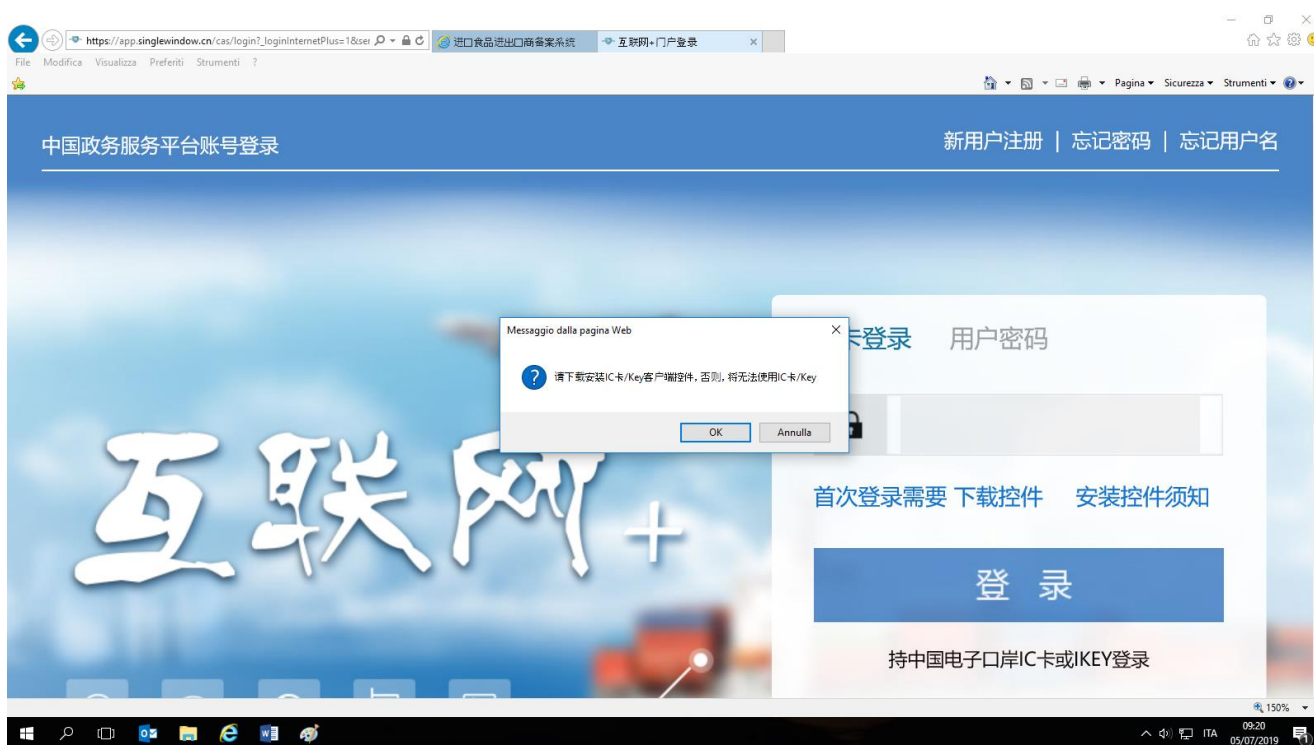 https://app.singlewindow.cn/cas/login?_loginInternetPlus=1&ser
进口食品进出口商备案系统
互联网+门户登录
File Modifica Visualizza Preferiti Strumenti ?
Pagina Sicurezza Strumenti
中国政务服务平台账号登录
新用户注册 | 忘记密码 | 忘记用户名
Messaggio dalla pagina Web
请下载安装IC卡/Key客户端控件,否则,将无法使用IC卡/Key
OK Annulla
卡登录 用户密码
互联网+
首次登录需要 下载控件 安装控件须知
登 录
持中国电子口岸IC卡或IKEY登录
150%
ITA
09:20
05/07/2019